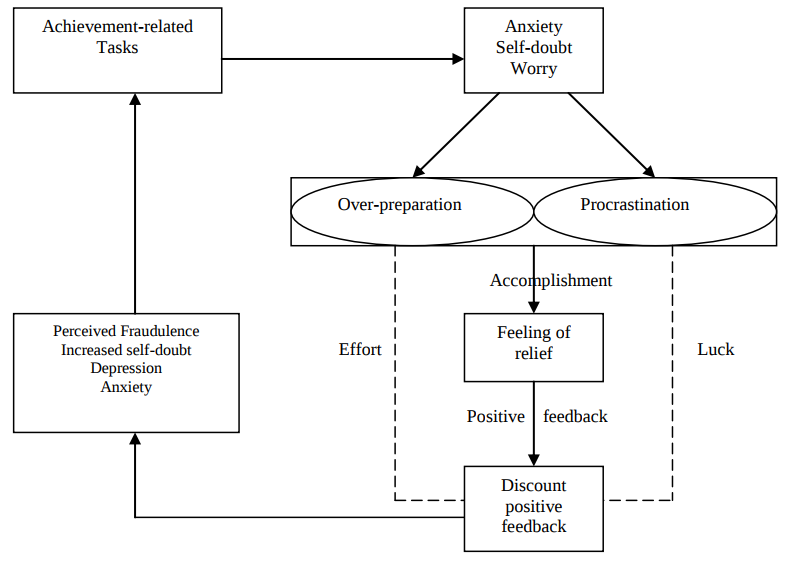 Achievement-related
Tasks
Anxiety
Self-doubt
Worry
Over-preparation
Procrastination
Accomplishment
Perceived Fraudulence
Increased self-doubt
Depression
Anxiety
Effort
Feeling of
relief
Luck
Positive feedback
Discount
positive
feedback